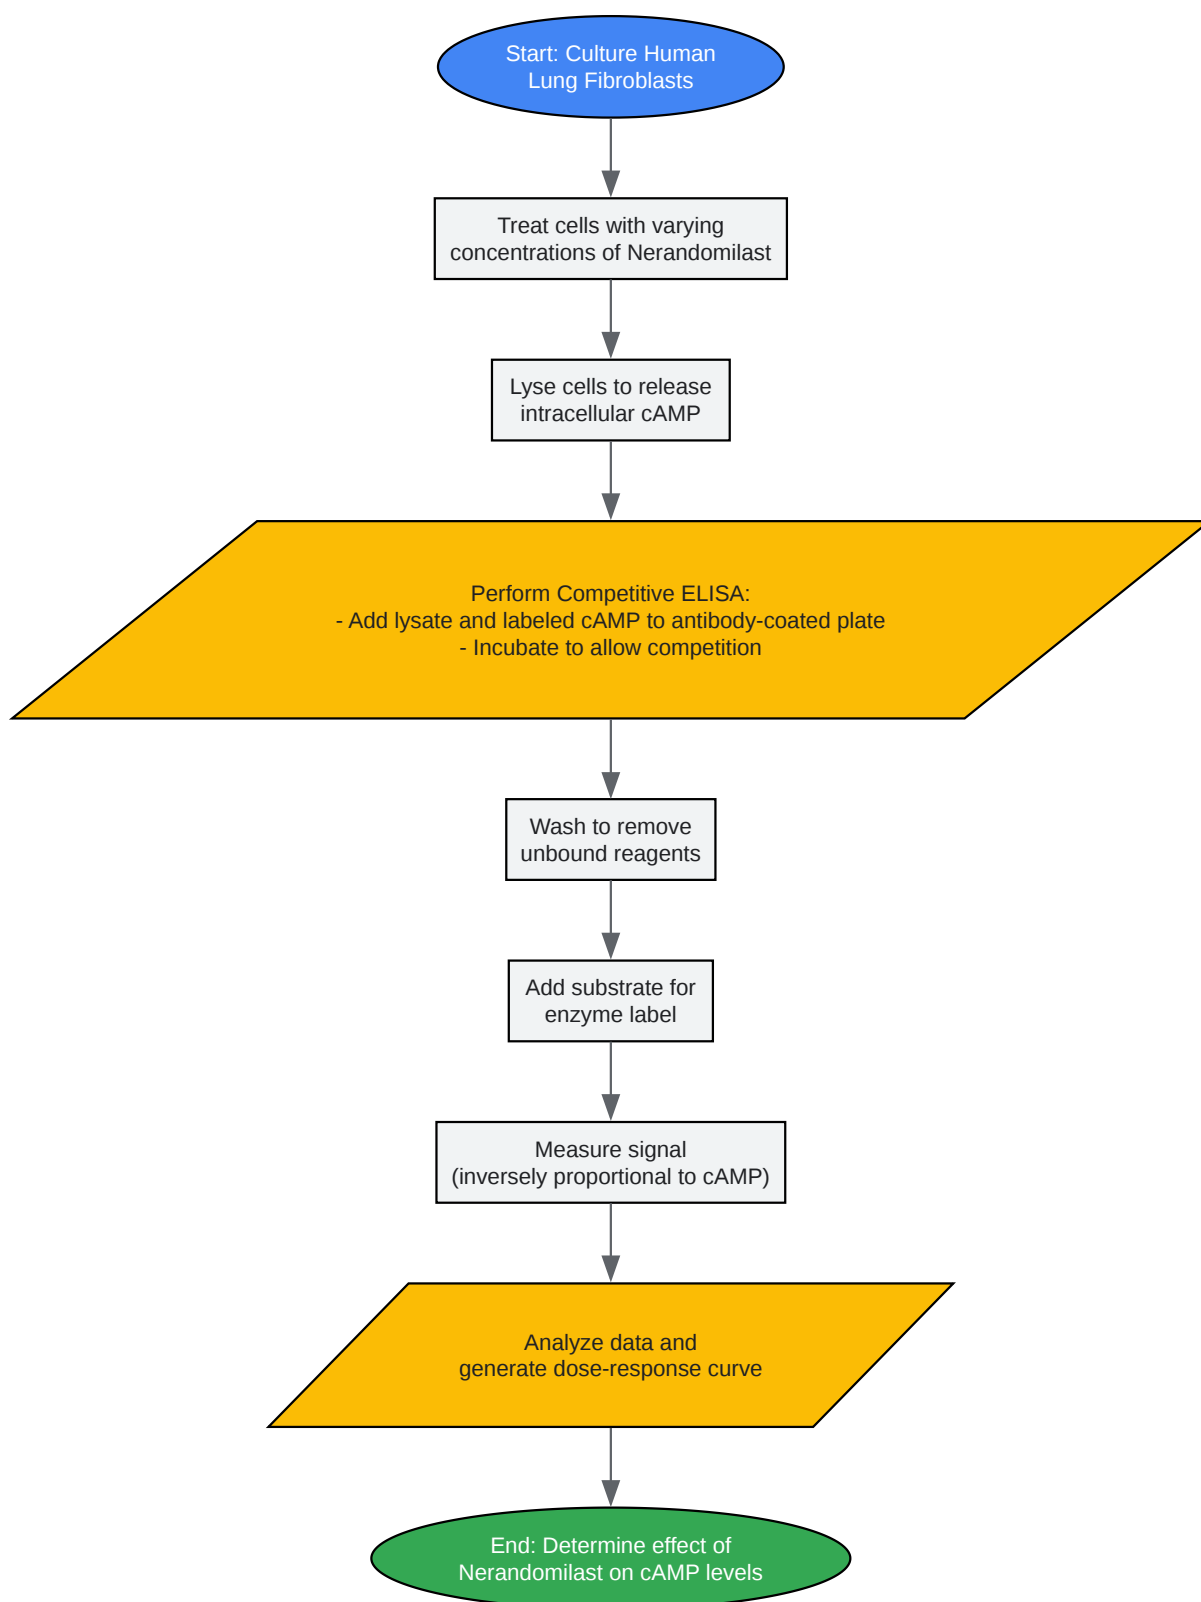 Start: Culture Human
Lung Fibroblasts
Treat cells with varying
concentrations of Nerandomilast
Lyse cells to release
intracellular cAMP
Perform Competitive ELISA:
- Add lysate and labeled cAMP to antibody-coated plate
- Incubate to allow competition
Wash to remove
unbound reagents
Add substrate for
enzyme label
Measure signal
(inversely proportional to cAMP)
Analyze data and
generate dose-response curve
End: Determine effect of
Nerandomilast on cAMP levels